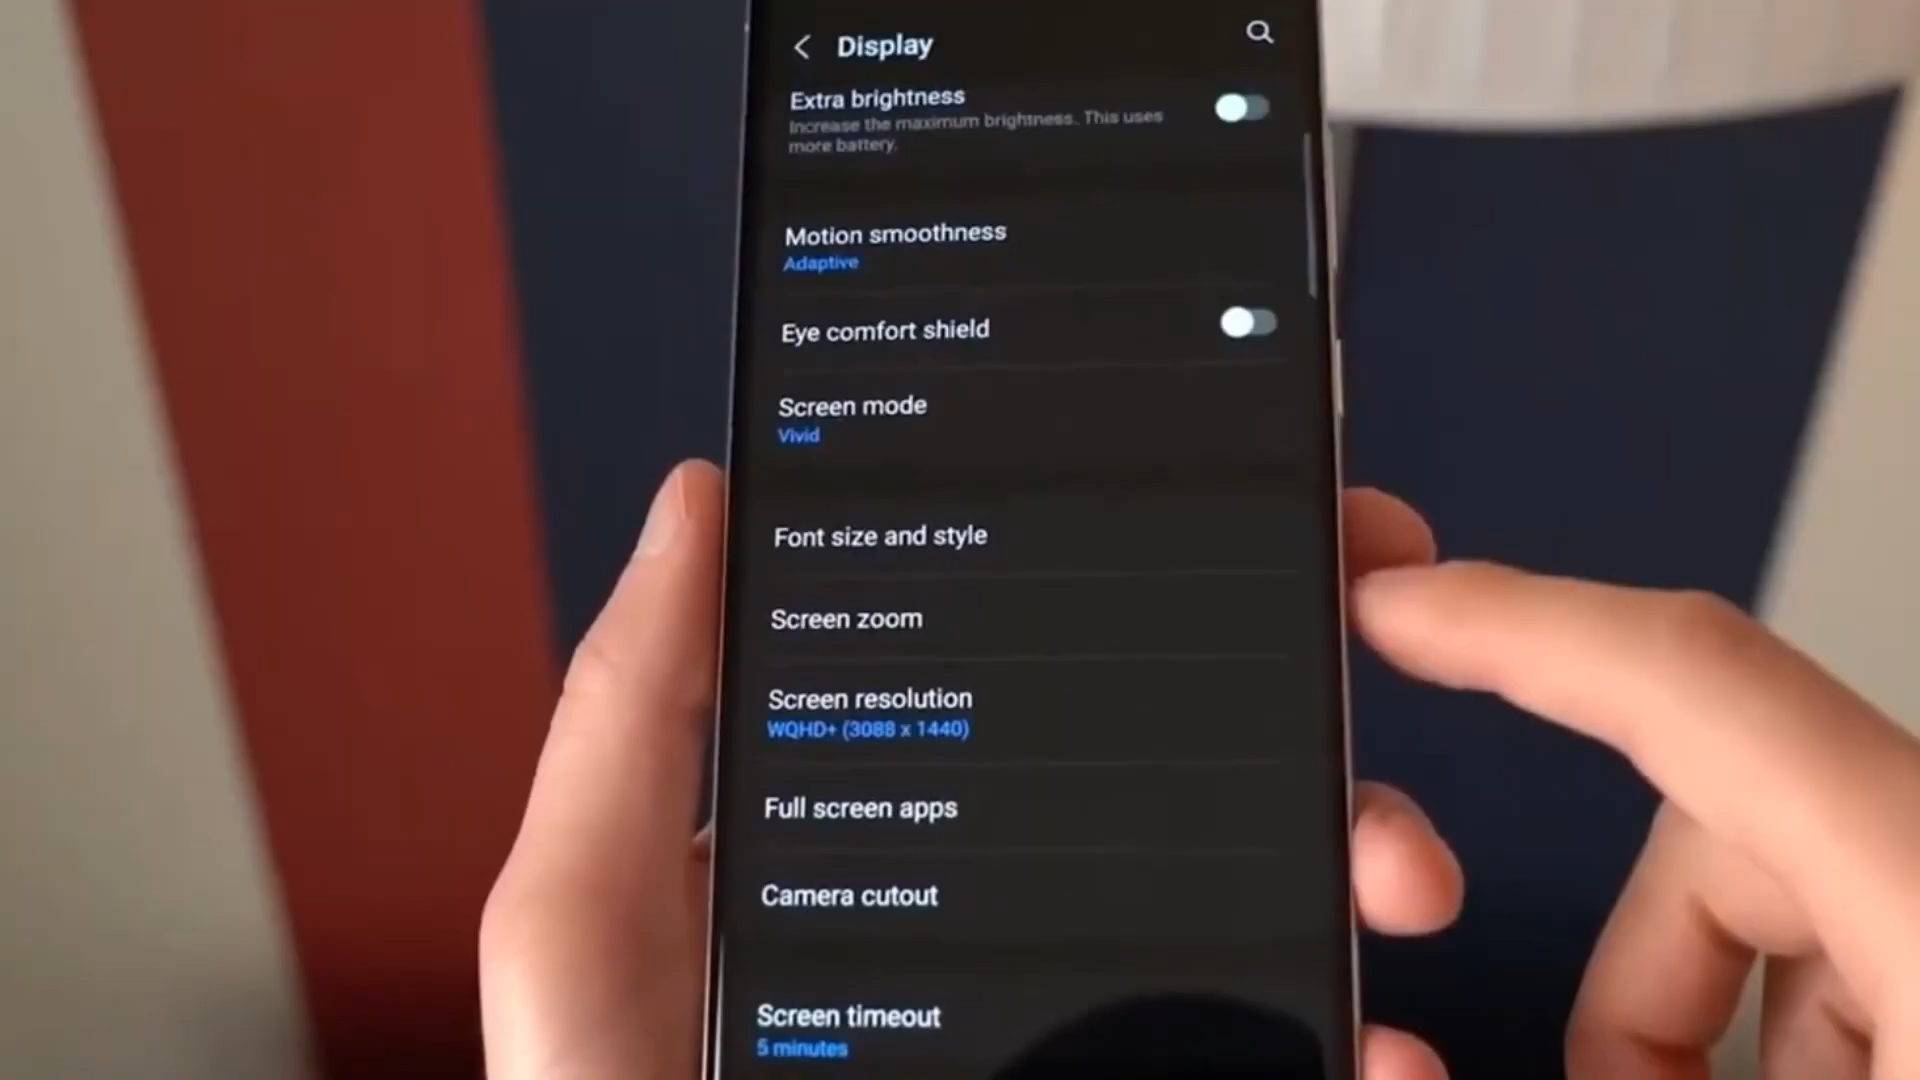 Display
Extra brightness
Increase the maximum brightness. This uses
more battery.
Motion smoothness
Adaptive
Eye comfort shield
Screen mode
Vivid
Font size and style
Screen zoom
Screen resolution
WQHD+ (3088 x 1440)
Full screen apps
Camera cutout
Screen timeout
5 minutes